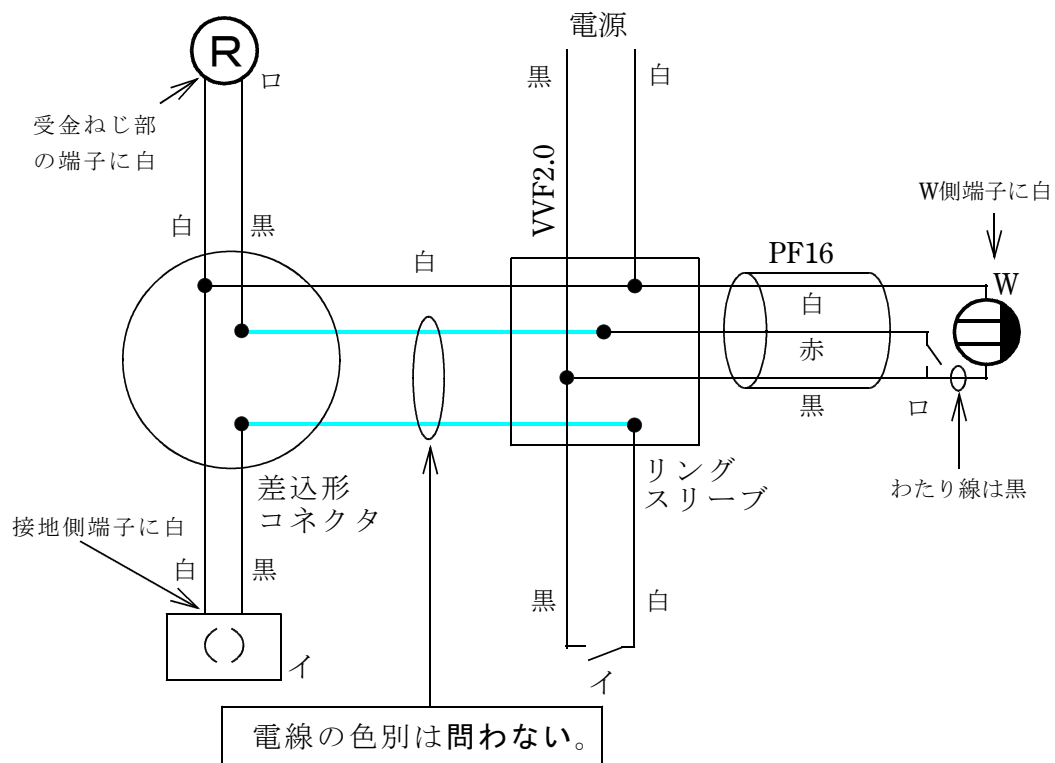 電源
R
ロ
黒
白
受金ねじ部
の端子に白
VVF2.0
W側端子に白
白
黒
白
PF16
W
白
赤
黒
ロ
差込形
コネクタ
リング
スリーブ
わたり線は黒
接地側端子に白
白
黒
黒
白
イ
イ
電線の色別は問わない。